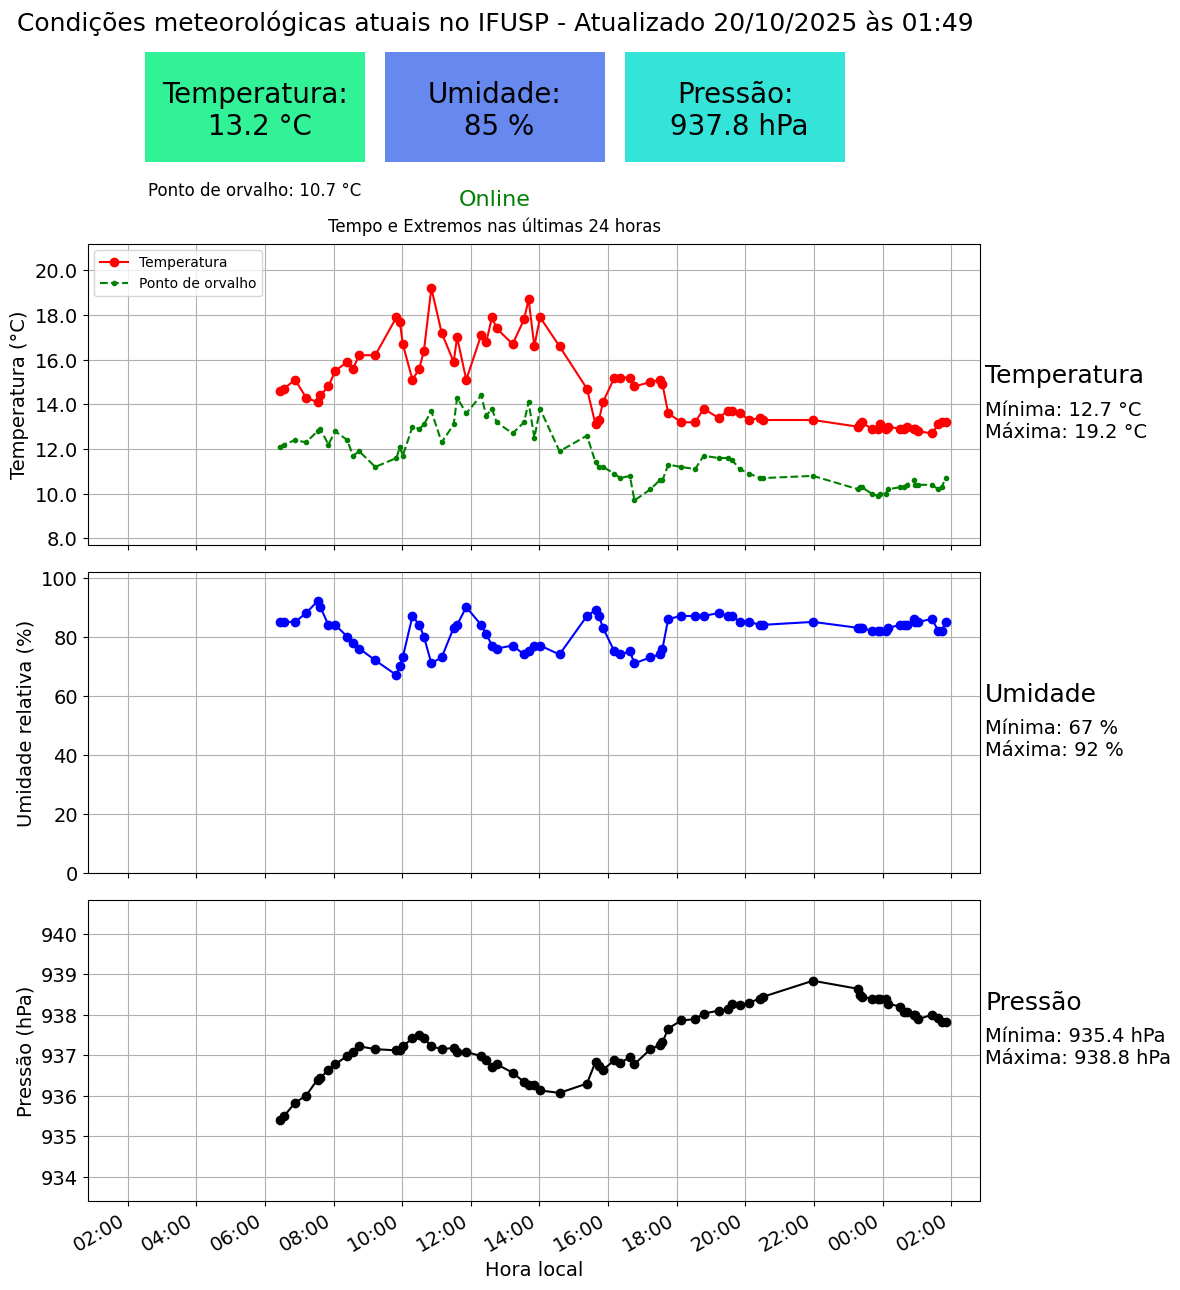 Condições meteorológicas atuais no IFUSP - Atualizado 20/10/2025 às 01:49
Temperatura:
13.2 °C
Umidade:
85 %
Pressão:
937.8 hPa
Ponto de orvalho: 10.7 °C
Online
Tempo e Extremos nas últimas 24 horas
Temperatura
Ponto de orvalho
Temperatura (°C)
20.0
18.0
16.0
14.0
12.0
10.0
8.0
Temperatura
Mínima: 12.7 °C
Máxima: 19.2 °C
Umidade relativa (%)
100
80
60
40
20
0
Umidade
Mínima: 67 %
Máxima: 92 %
Pressão (hPa)
940
939
938
937
936
935
934
Pressão
Mínima: 935.4 hPa
Máxima: 938.8 hPa
02:00
04:00
06:00
08:00
10:00
12:00
14:00
16:00
18:00
20:00
22:00
00:00
02:00
Hora local